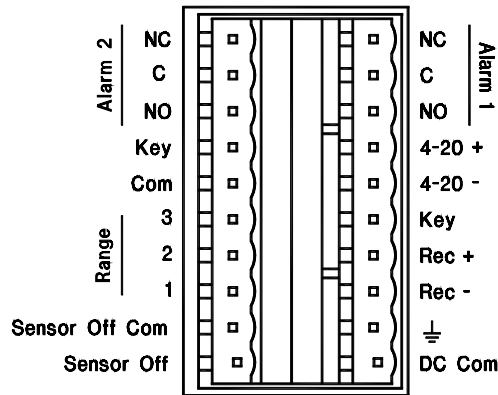 Alarm 2
NC
C
NO
Key
Com
Range
3
2
1
Sensor Off Com
Sensor Off
NC
C
NO
Alarm 1
4-20 +
4-20 -
Key
Rec +
Rec -
DC Com